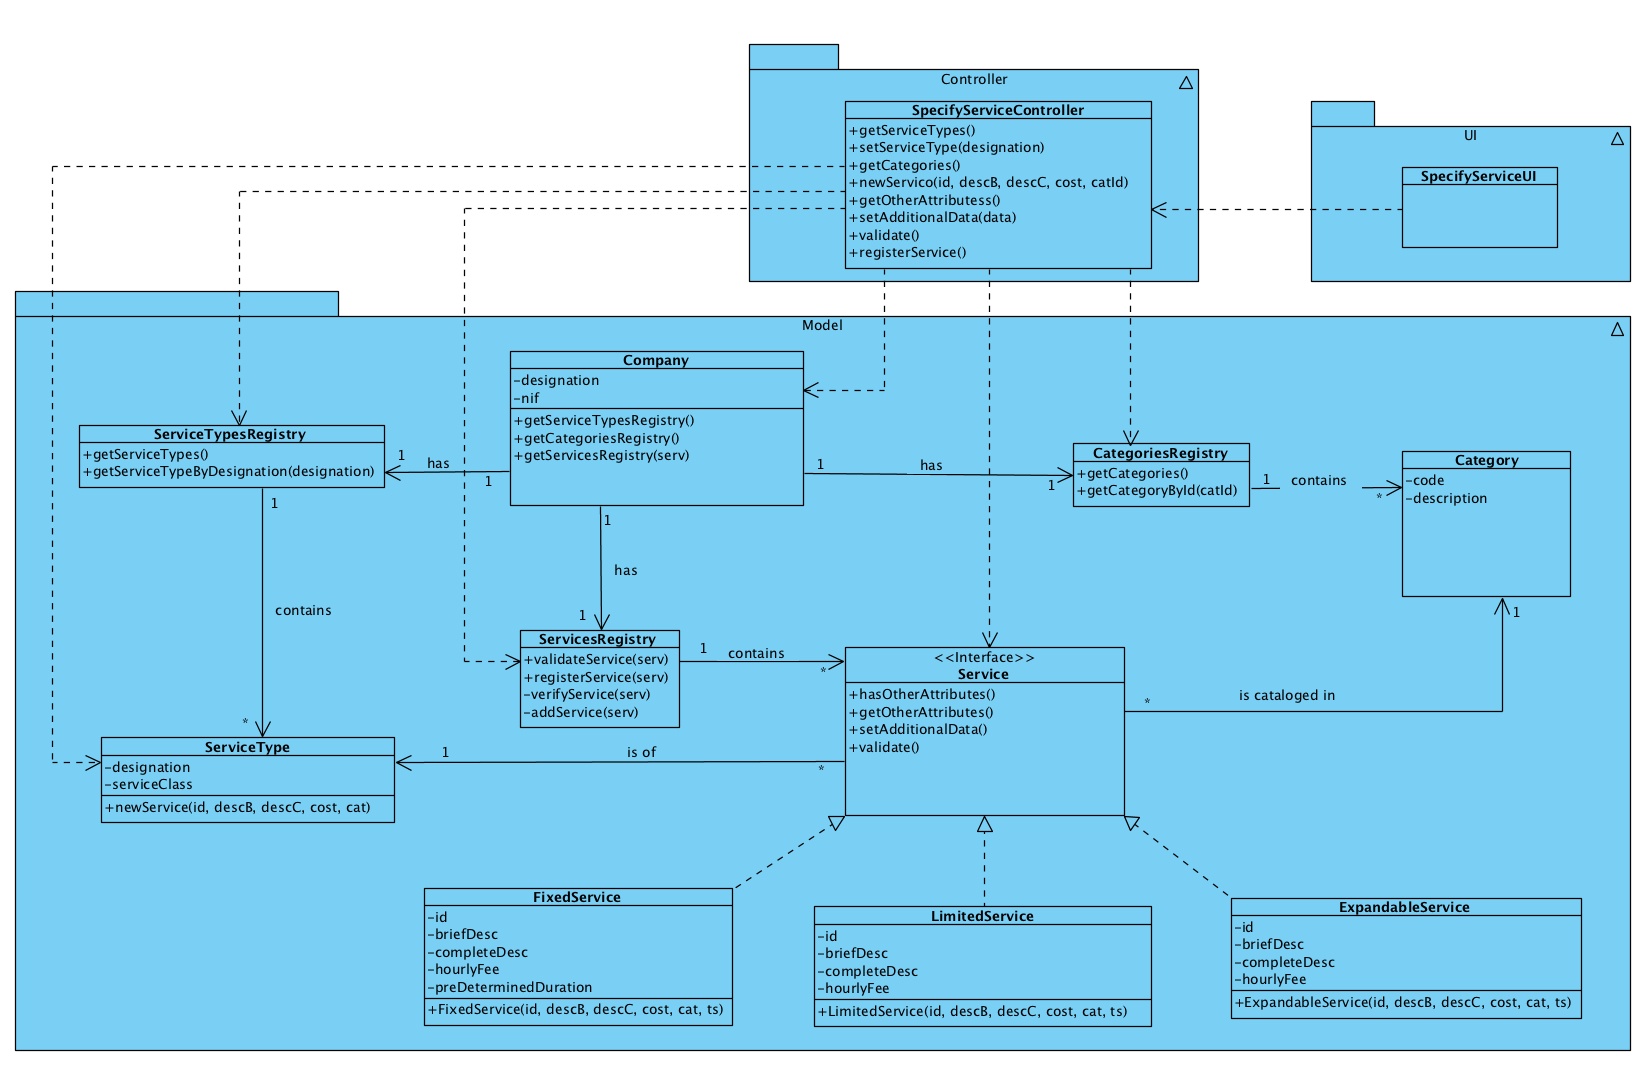 Controller
SpecifyServiceController
+getServiceTypes()
+setServiceType(designation)
+getCategories()
+newServico(id, descB, descC, cost, catId)
+getOtherAttributess()
+setAdditionalData(data)
+validate()
+registerService()
UI
SpecifyServiceUI
Model
Company
-designation
-nif
+getServiceTypesRegistry()
+getCategoriesRegistry()
+getServicesRegistry(serv)
ServiceTypesRegistry
+getServiceTypes()
+getServiceTypeByDesignation(designation)
1
has
1
1
has
1
CategoriesRegistry
+getCategories()
+getCategoryById(catId)
1
contains
*
Category
-code
-description
1
contains
*
1
has
1
ServicesRegistry
+validateService(serv)
+registerService(serv)
-verifyService(serv)
-addService(serv)
1
contains
*
<<Interface>>
Service
+hasOtherAttributes()
+getOtherAttributes()
+setAdditionalData()
+validate()
*
is cataloged in
1
ServiceType
-designation
-serviceClass
+newService(id, descB, descC, cost, cat)
1
is of
*
FixedService
-id
-briefDesc
-completeDesc
-hourlyFee
-preDeterminedDuration
+FixedService(id, descB, descC, cost, cat, ts)
LimitedService
-id
-briefDesc
-completeDesc
-hourlyFee
+LimitedService(id, descB, descC, cost, cat, ts)
ExpandableService
-id
-briefDesc
-completeDesc
-hourlyFee
+ExpandableService(id, descB, descC, cost, cat, ts)